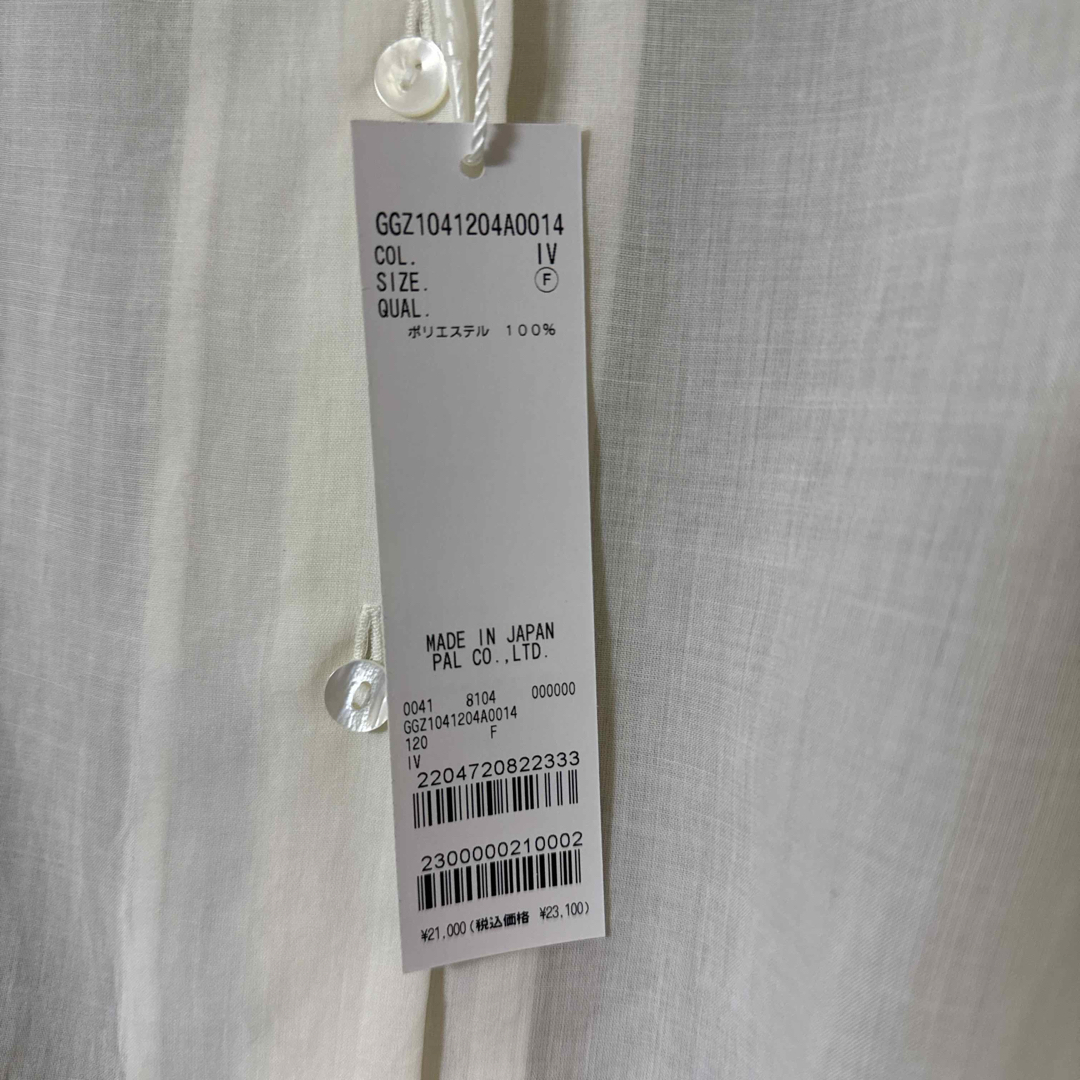 GGZ1041204A0014
COL. IV
SIZE. Ⓕ
QUAL.
ポリエステル 100%
MADE IN JAPAN
PAL CO.,LTD.
0041 8104 000000
GGZ1041204A0014
120 F
IV
2204720822333
2300000210002
¥21,000(税込価格 ¥23,100)